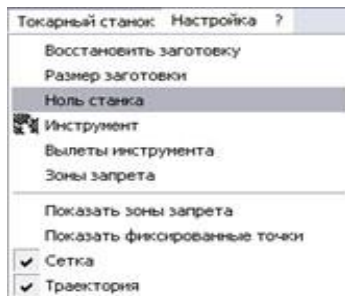 Токарный станок Настройка ?
Восстановить заготовку
Размер заготовки
Ноль станка
Инструмент
Вылеты инструмента
Зоны запрета
Показать зоны запрета
Показать фиксированные точки
Сетка
Траектория